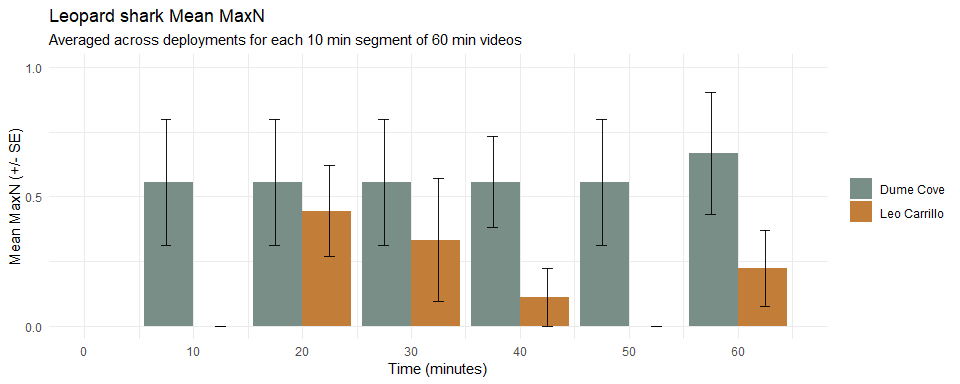 Leopard shark Mean MaxN
Averaged across deployments for each 10 min segment of 60 min videos
Mean MaxN (+/- SE)
1.0
0.5
0.0
0 10 20 30 40 50 60
Time (minutes)
Dume Cove
Leo Carrillo